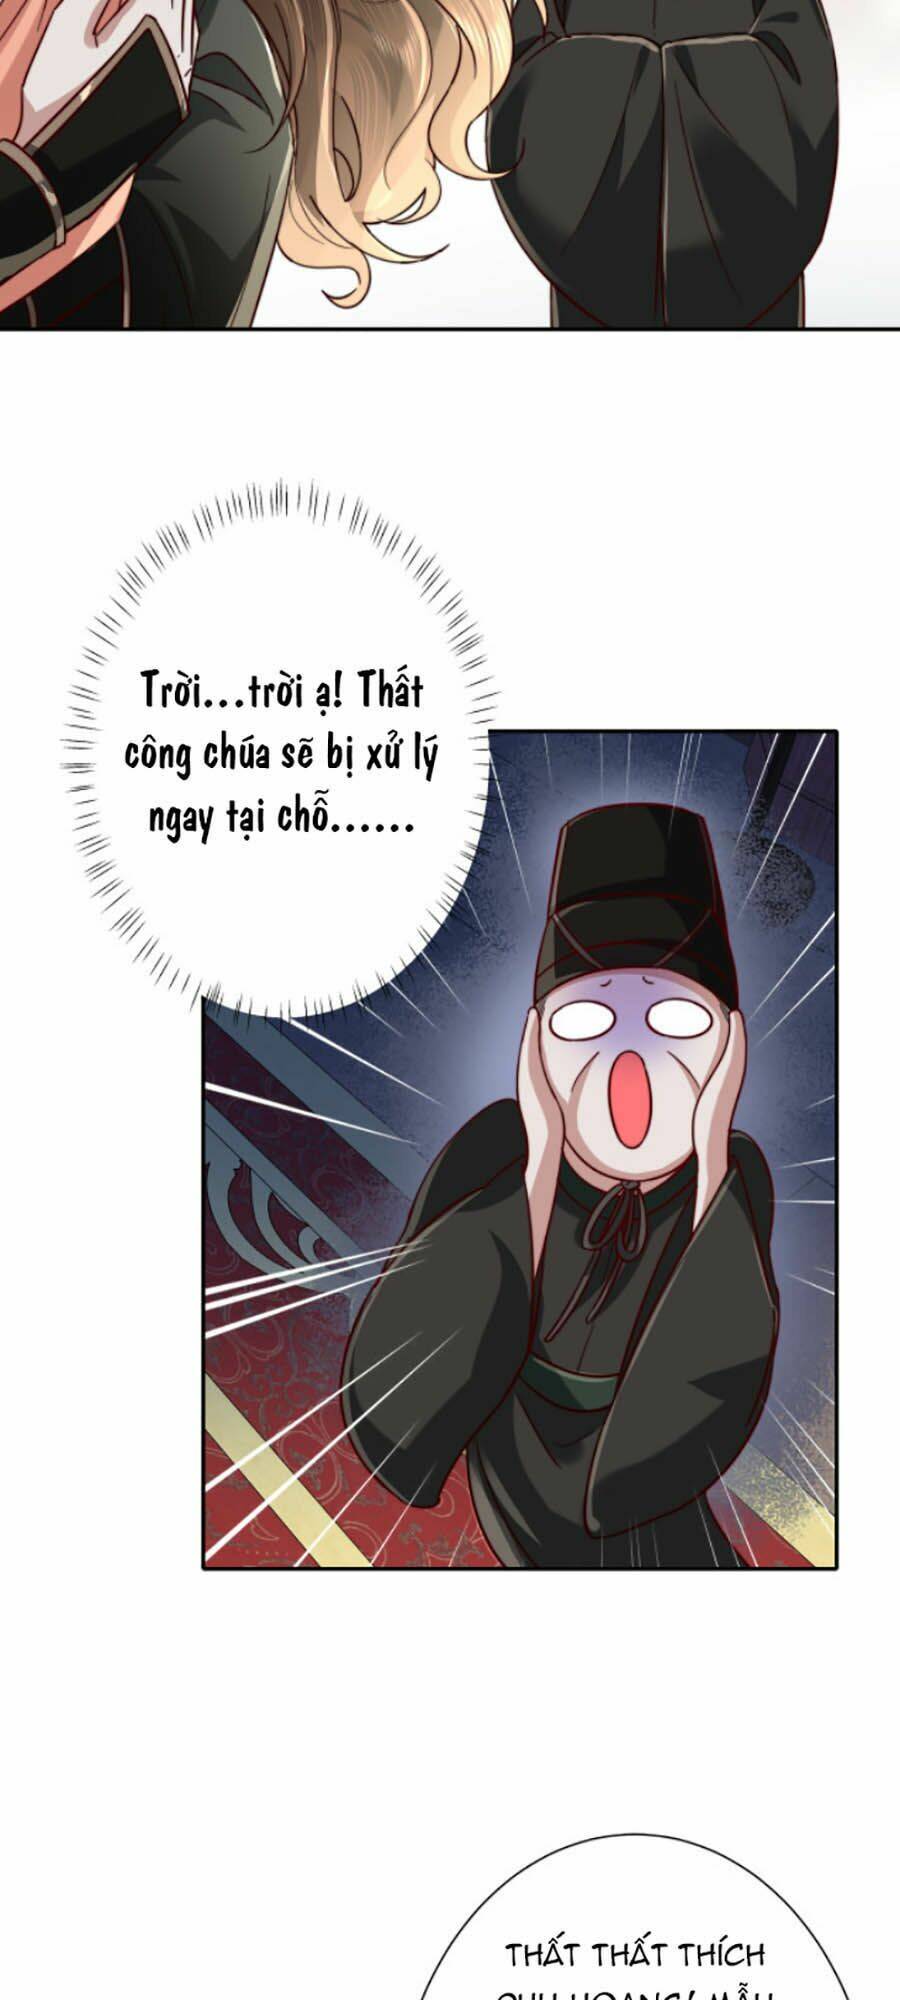 Trời...trời ạ! Thất
công chúa sẽ bị xử lý
ngay tại chỗ......
THẤT THẤT THÍCH